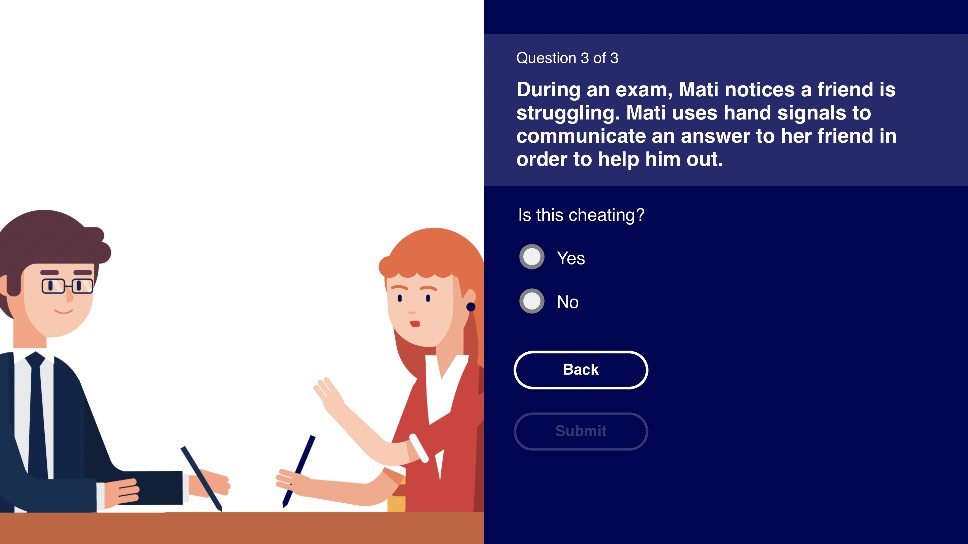 Question 3 of 3
During an exam, Mati notices a friend is
struggling. Mati uses hand signals to
communicate an answer to her friend in
order to help him out.
Is this cheating?
Yes
No
Back
Submit